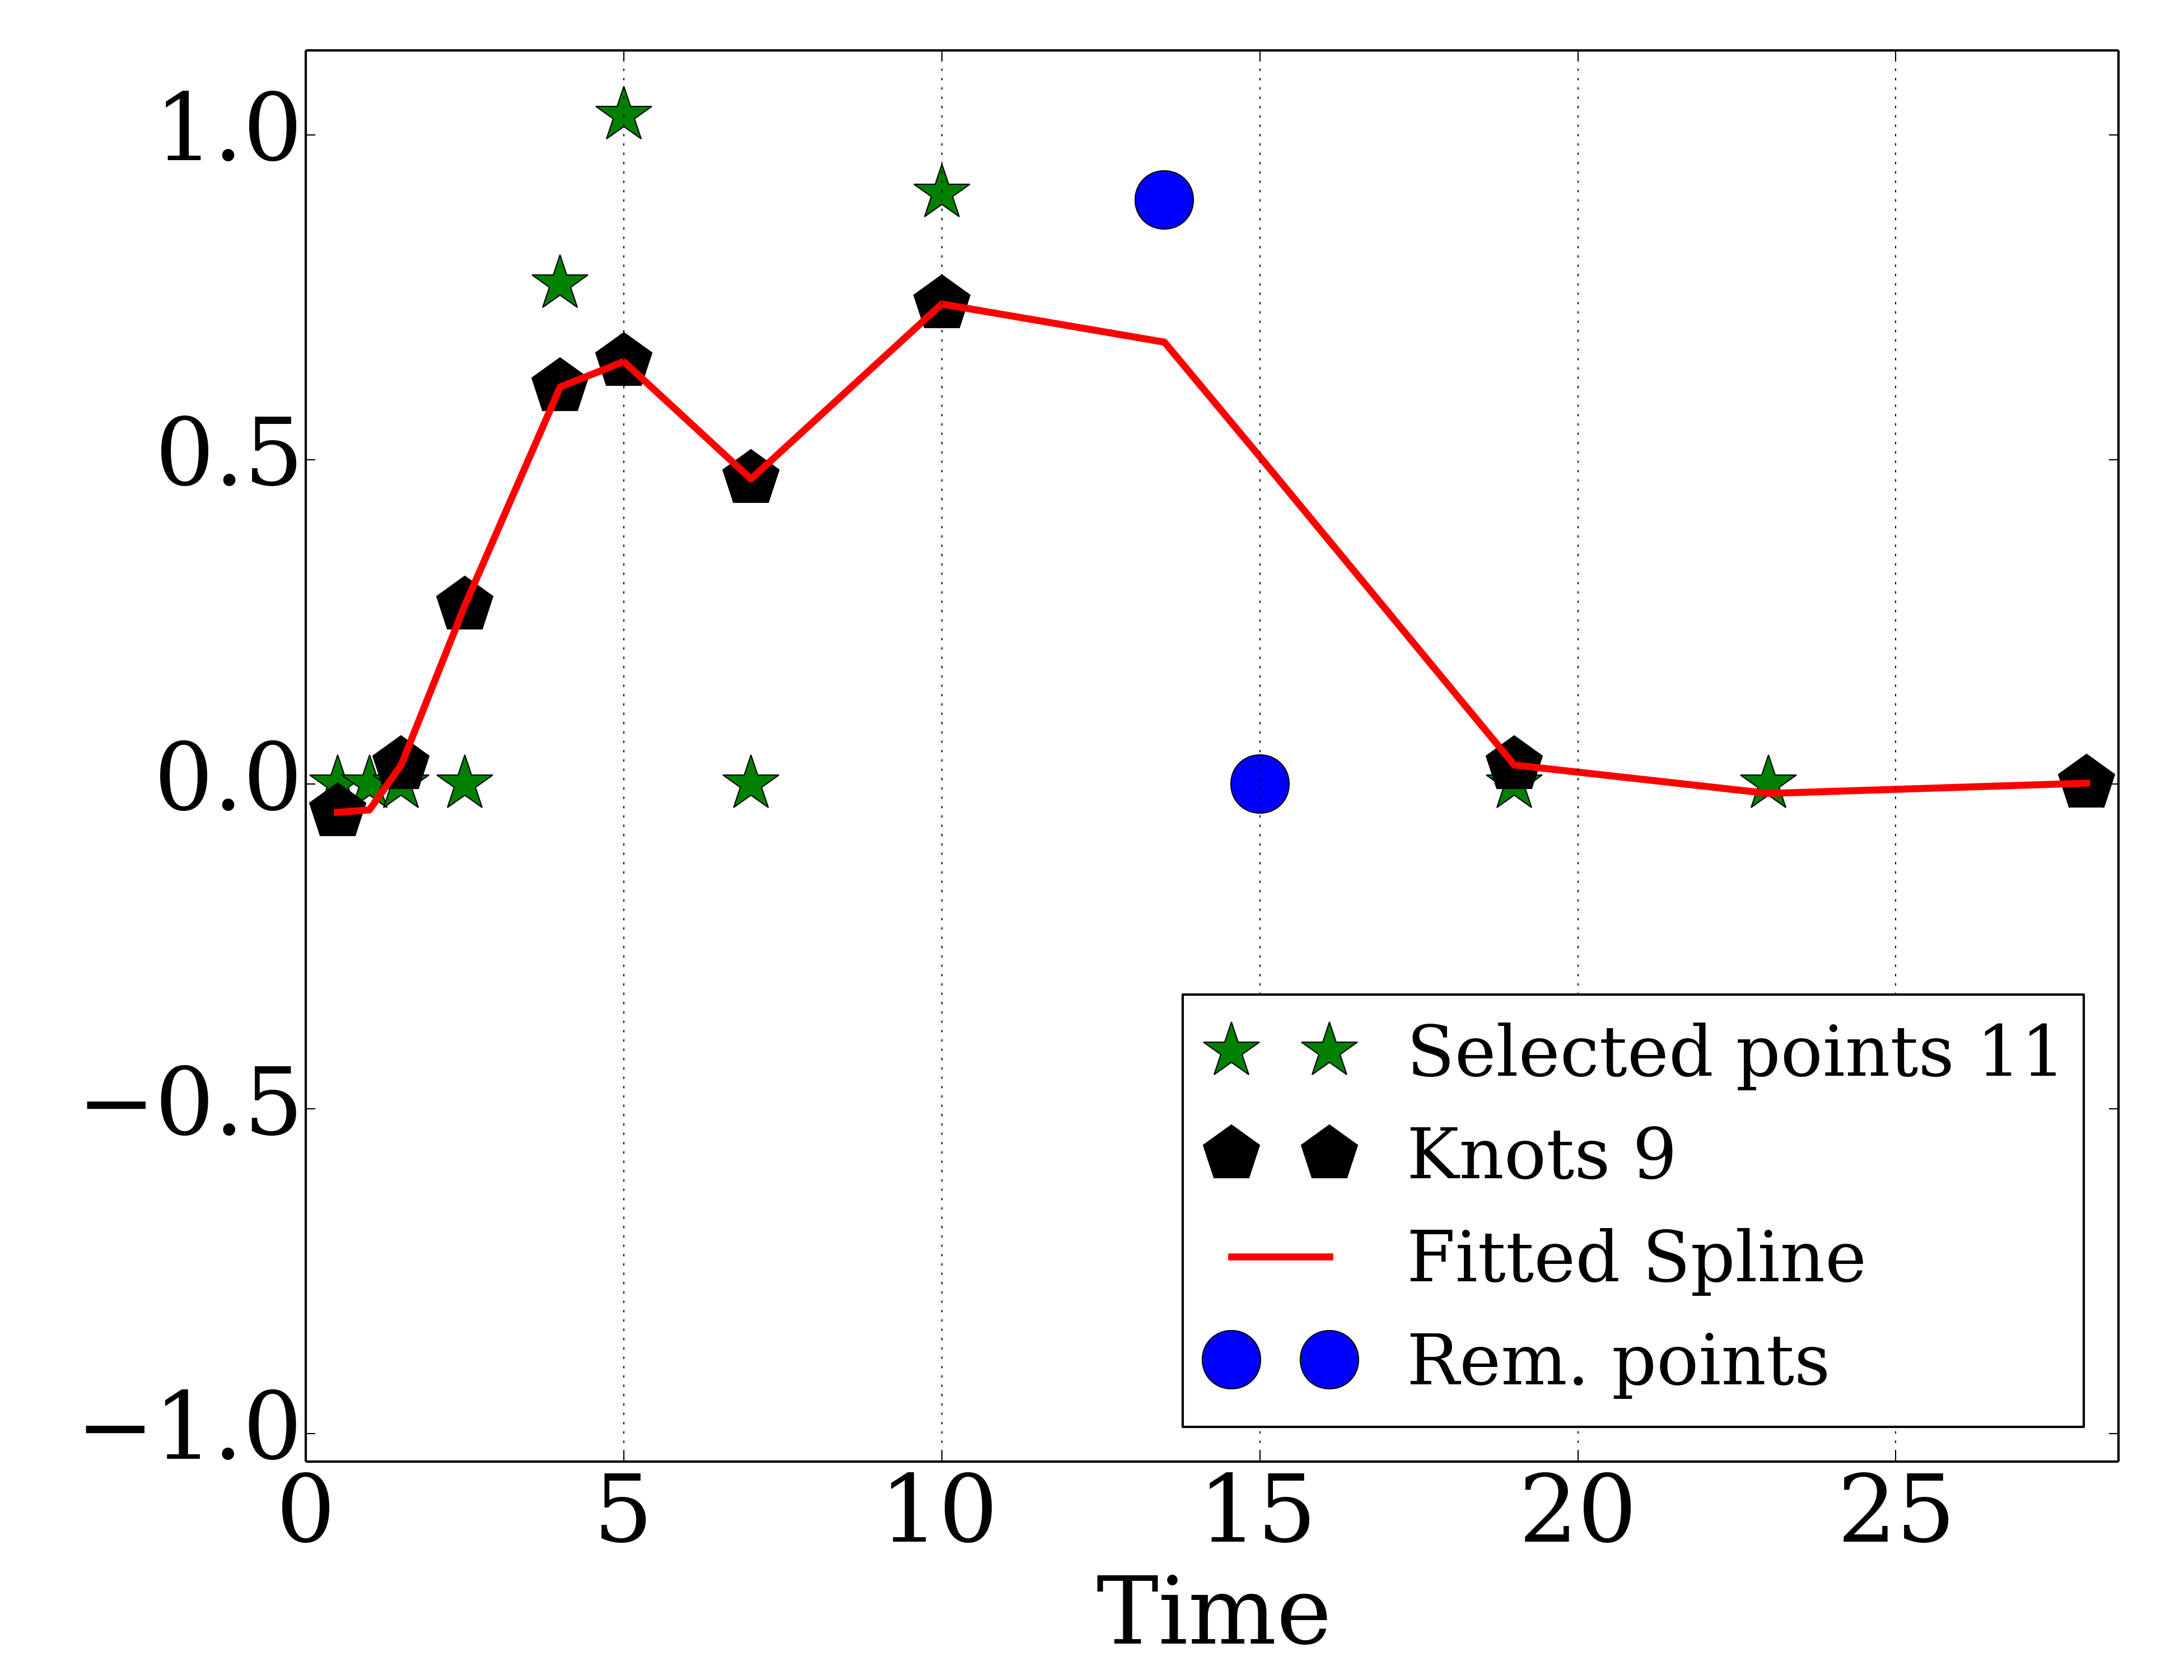 1.0
0.5
0.0
−0.5
−1.0
0 5 10 15 20 25
Time
Selected points 11
Knots 9
Fitted Spline
Rem. points